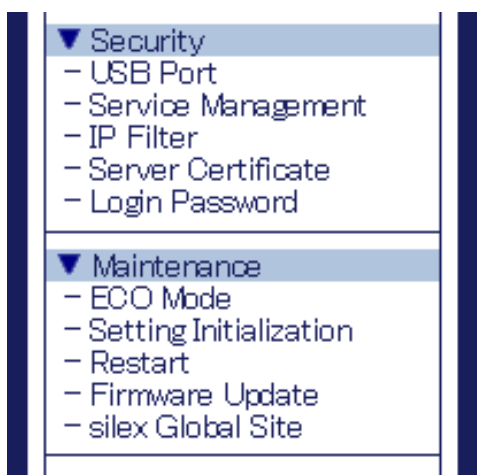 ▼ Security
- USB Port
- Service Management
- IP Filter
- Server Certificate
- Login Password
▼ Maintenance
- ECO Mode
- Setting Initialization
- Restart
- Firmware Update
- silex Global Site